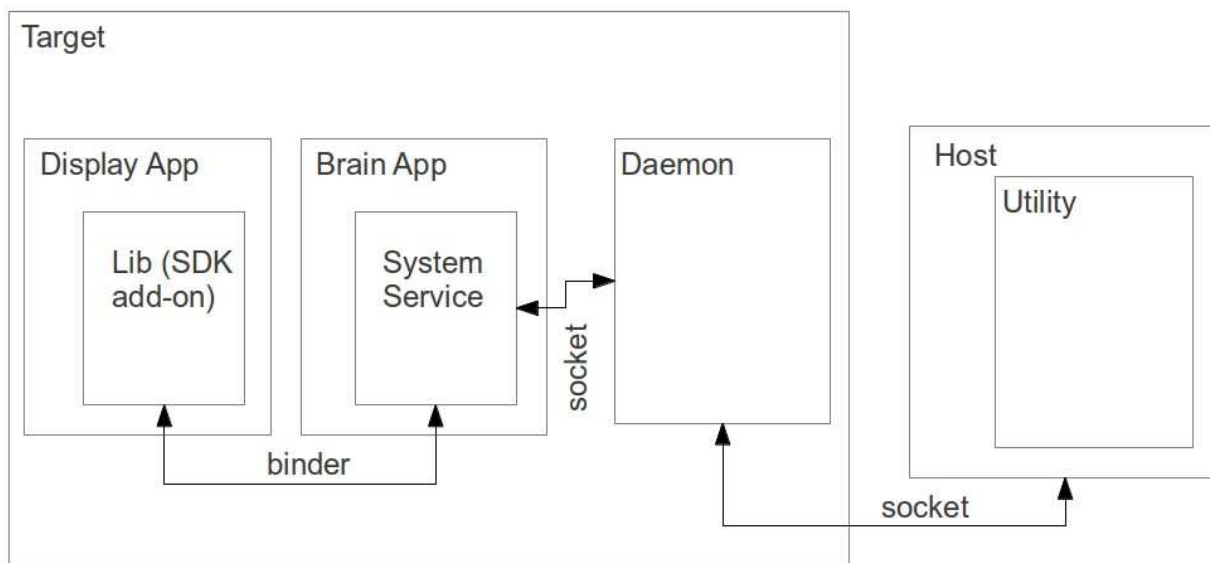 Target
Display App
Lib (SDK
add-on)
Brain App
System
Service
socket
binder
Daemon
Host
Utility
socket